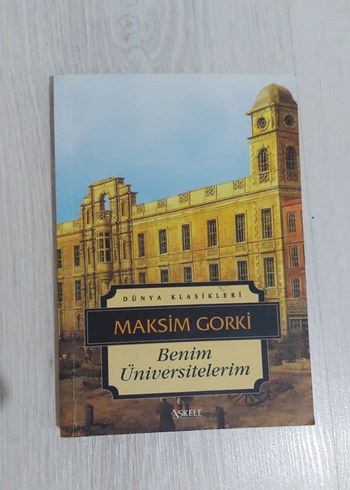 DÜNYA KLASİKLERİ
MAKSİM GORKİ
Benim
Üniversitelerim
İSKELE